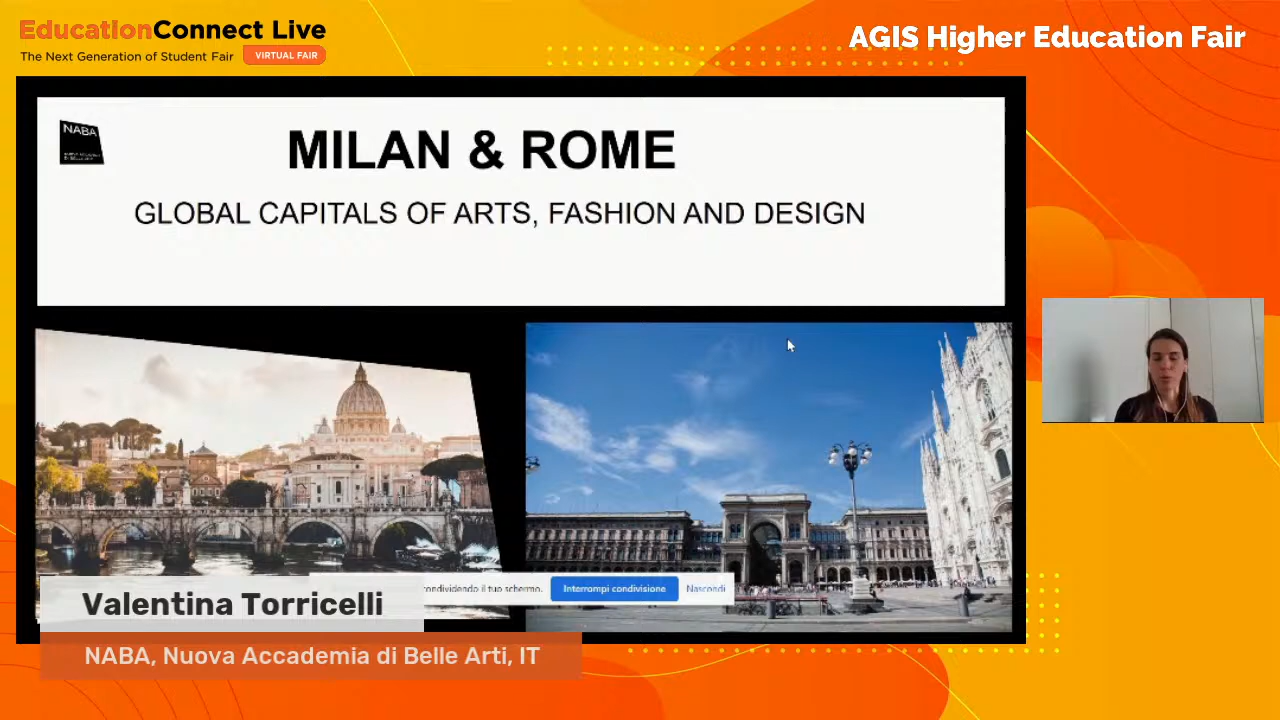 EducationConnect Live
The Next Generation of Student Fair
VIRTUAL FAIR
AGIS Higher Education Fair
NABA
MILAN & ROME
GLOBAL CAPITALS OF ARTS, FASHION AND DESIGN
condividendo il tuo schermo.
Interrompi condivisione
Nascondi
Valentina Torricelli
NABA, Nuova Accademia di Belle Arti, IT